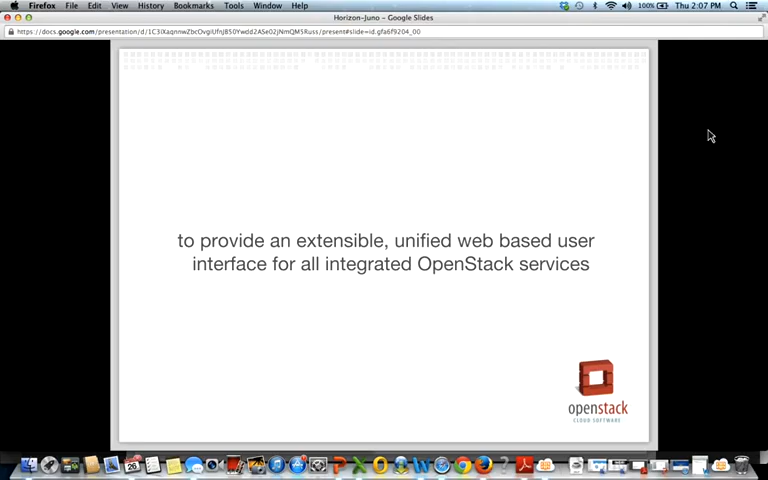 Firefox File Edit View History Bookmarks Tools Window Help 100% Thu 2:07 PM
Horizon-Juno – Google Slides
to provide an extensible, unified web based user
interface for all integrated OpenStack services
openstack
CLOUD SOFTWARE